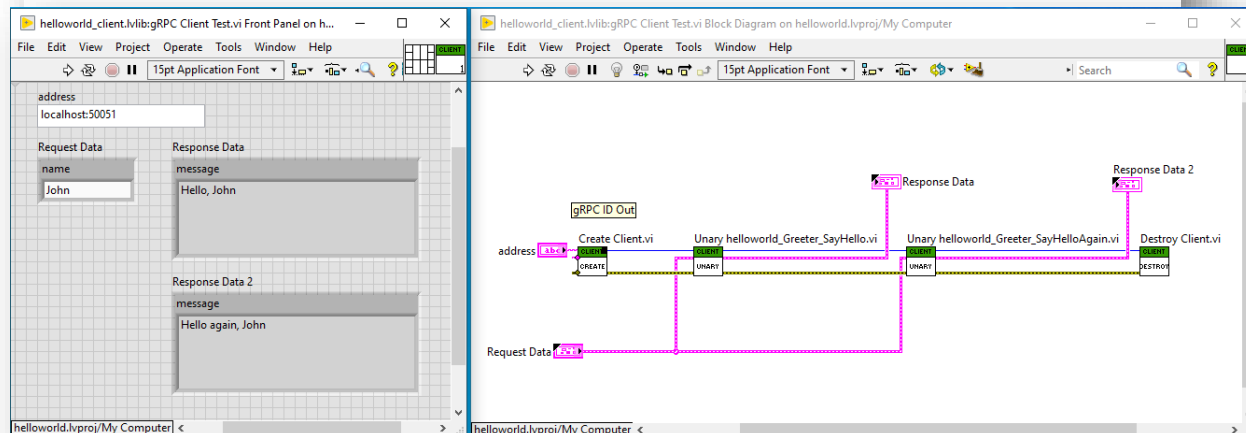 helloworld_client.lvlib:gRPC Client Test.vi Front Panel on h...
File Edit View Project Operate Tools Window Help
15pt Application Font
CLIENT
1
address
localhost:50051
Request Data
name
John
Response Data
message
Hello, John
Response Data 2
message
Hello again, John
helloworld.lvproj/My Computer
helloworld_client.lvlib:gRPC Client Test.vi Block Diagram on helloworld.lvproj/My Computer
File Edit View Project Operate Tools Window Help
CLIENT
15pt Application Font
Search
Response Data 2
Response Data
gRPC ID Out
Create Client.vi
Unary helloworld_Greeter_SayHello.vi
Unary helloworld_Greeter_SayHelloAgain.vi
Destroy Client.vi
address
abc
CLIENT
CREATE
CLIENT
UNARY
CLIENT
UNARY
CLIENT
DESTROY
Request Data
helloworld.lvproj/My Computer